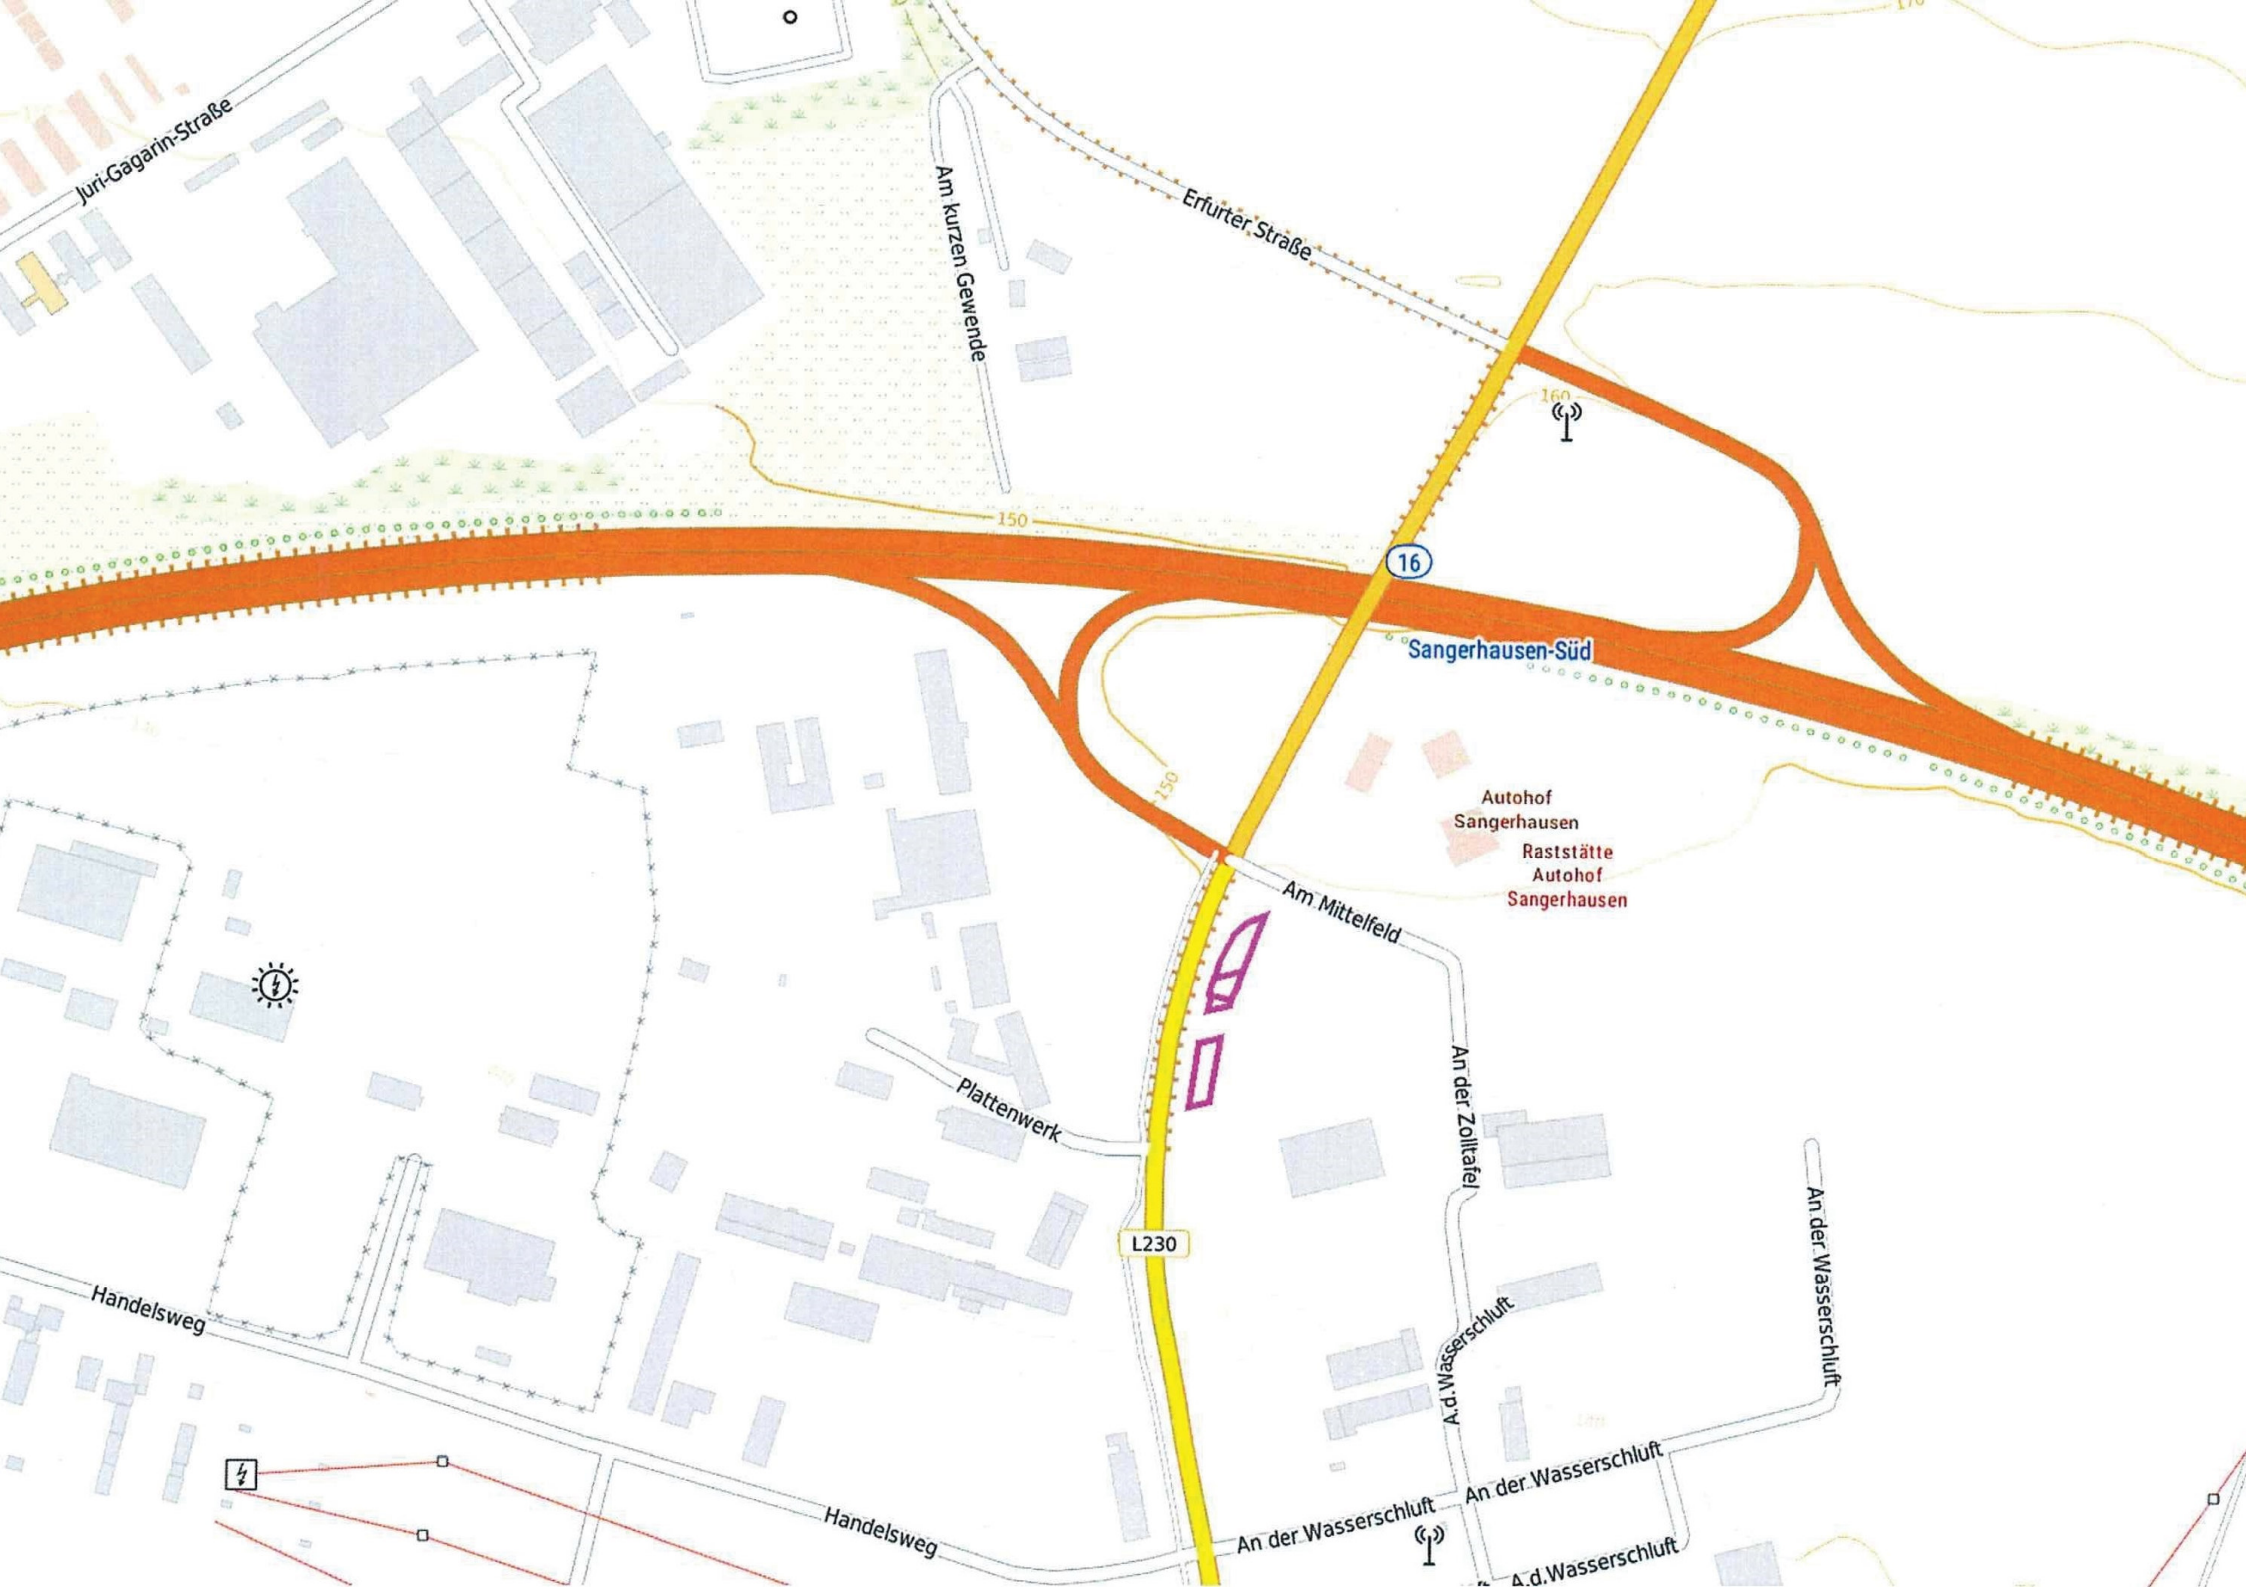 170
Juri-Gagarin-Straße
Am kurzen Gewende
Erfurter Straße
160
150
16
Sangerhausen-Süd
150
Autohof
Sangerhausen
Raststätte
Autohof
Sangerhausen
Am Mittelfeld
An der Zolltafel
Plattenwerk
L230
An der Wasserschluft
Handelsweg
A.d.Wasserschluft
An der Wasserschluft
An der Wasserschluft
Handelsweg
A.d.Wasserschluft